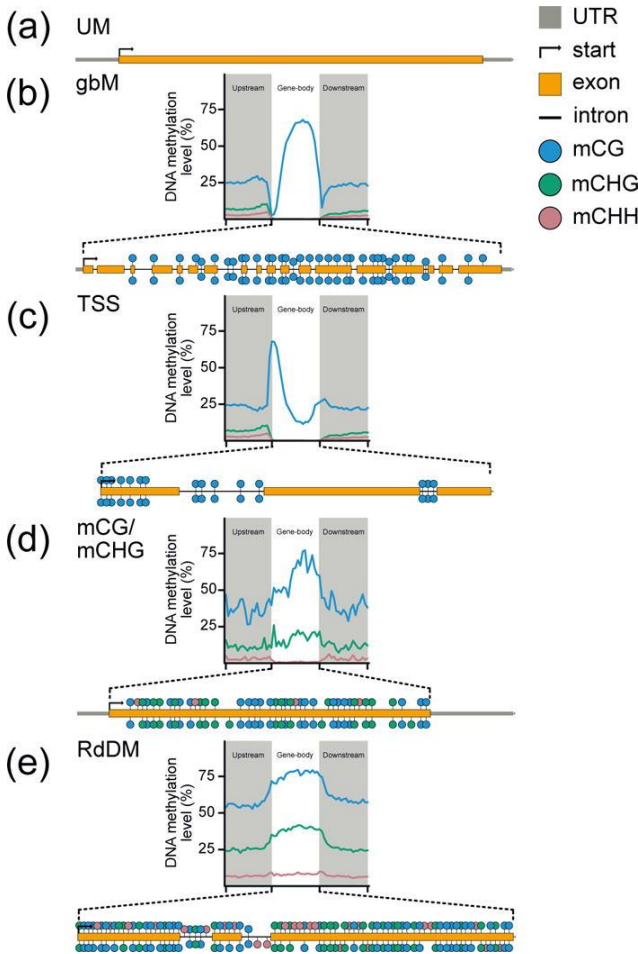 (a)
UM
UTR
start
exon
intron
mCG
mCHG
mCHH
(b)
gbM
DNA methylation
level (%)
75
50
25
Upstream
Gene-body
Downstream
(c)
TSS
DNA methylation
level (%)
75
50
25
Upstream
Gene-body
Downstream
(d)
mCG/
mCHG
DNA methylation
level (%)
75
50
25
Upstream
Gene-body
Downstream
(e)
RdDM
DNA methylation
level (%)
75
50
25
Upstream
Gene-body
Downstream